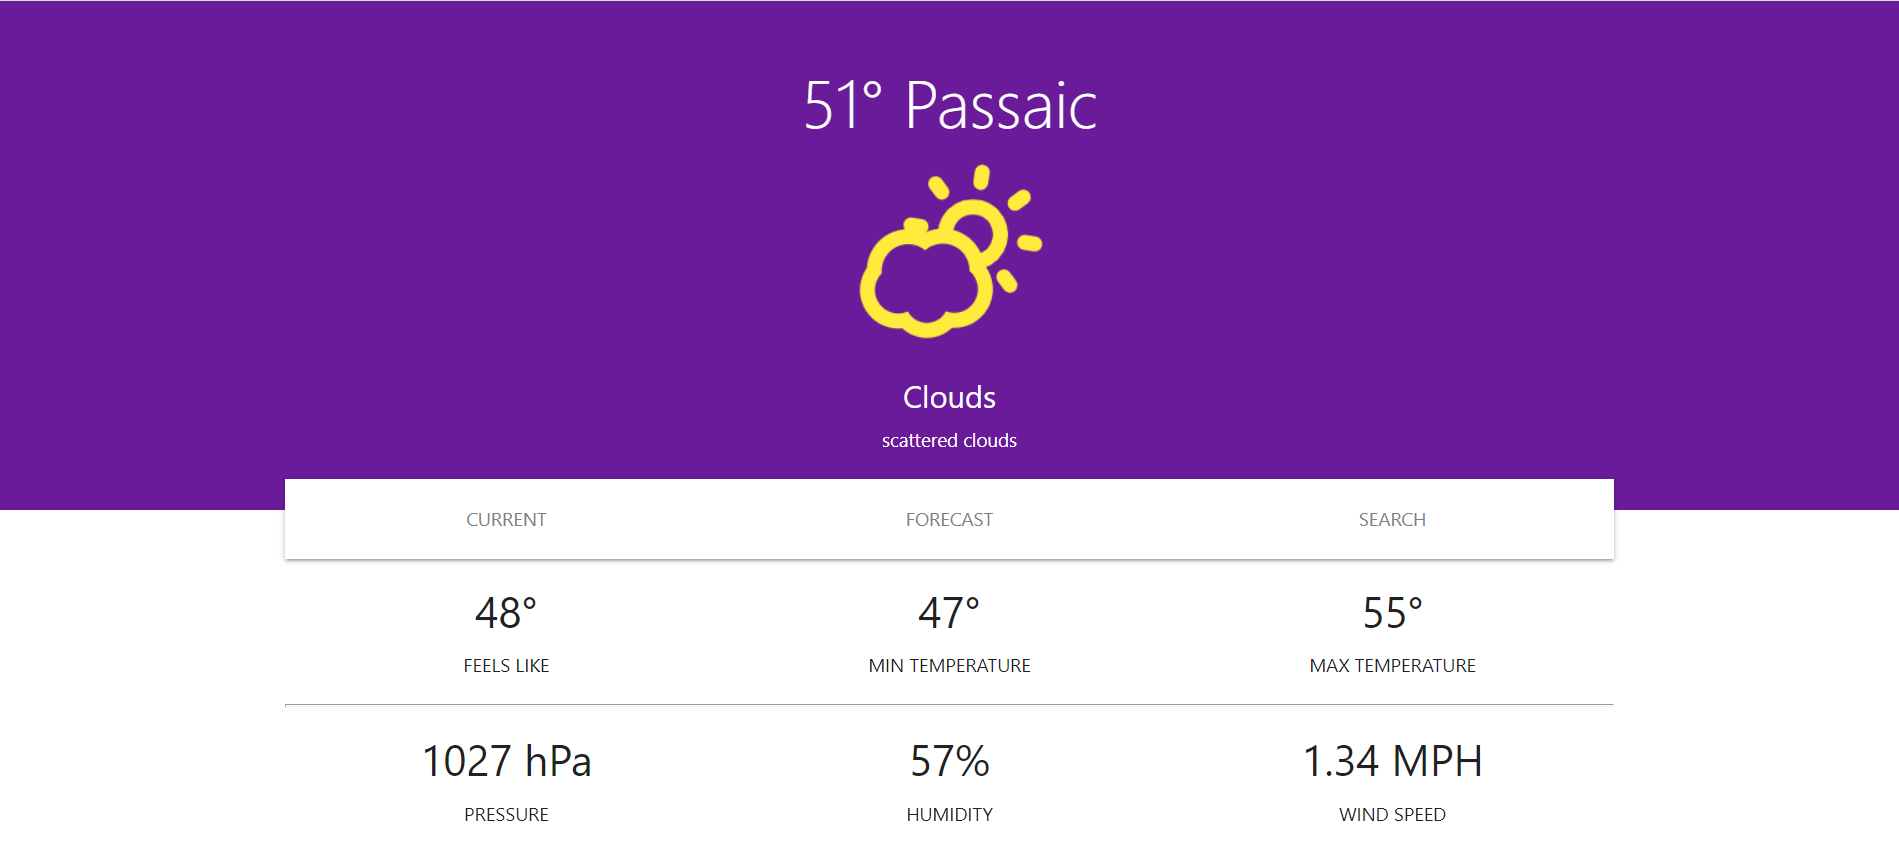 51° Passaic
Clouds
scattered clouds
CURRENT FORECAST SEARCH
48° 47° 55°
FEELS LIKE MIN TEMPERATURE MAX TEMPERATURE
1027 hPa 57% 1.34 MPH
PRESSURE HUMIDITY WIND SPEED